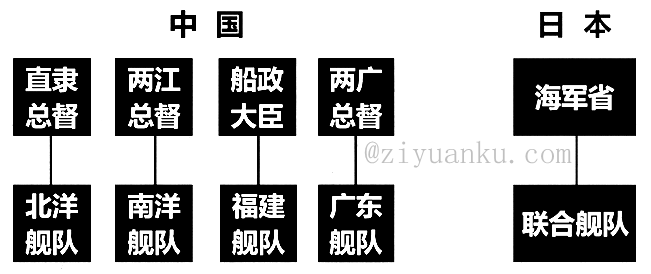 中国
日本
直隶
总督
两江
总督
船政
大臣
两广
总督
海军省
@ziyuanku.com
北洋
舰队
南洋
舰队
福建
舰队
广东
舰队
联合舰队